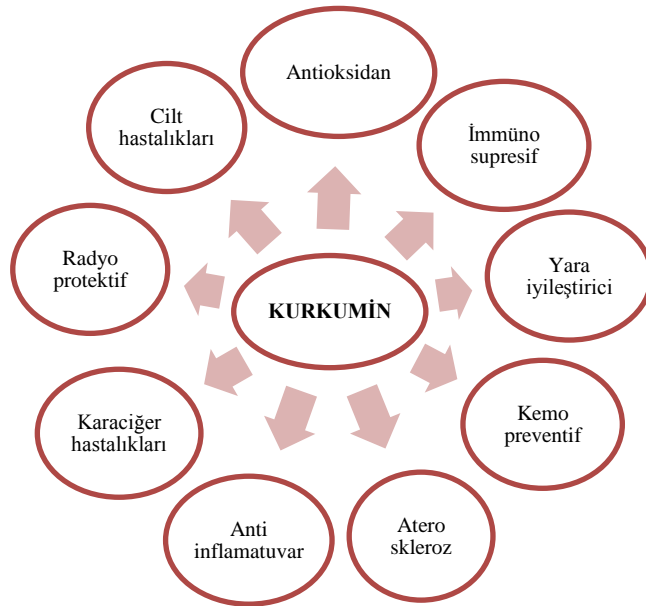 Antioksidan
İmmüno
supresif
Yara
iyileştirici
Kemo
preventif
Atero
skleroz
Anti
inflamatuvar
Karaciğer
hastalıkları
Radyo
protektif
Cilt
hastalıkları
KURKUMİN